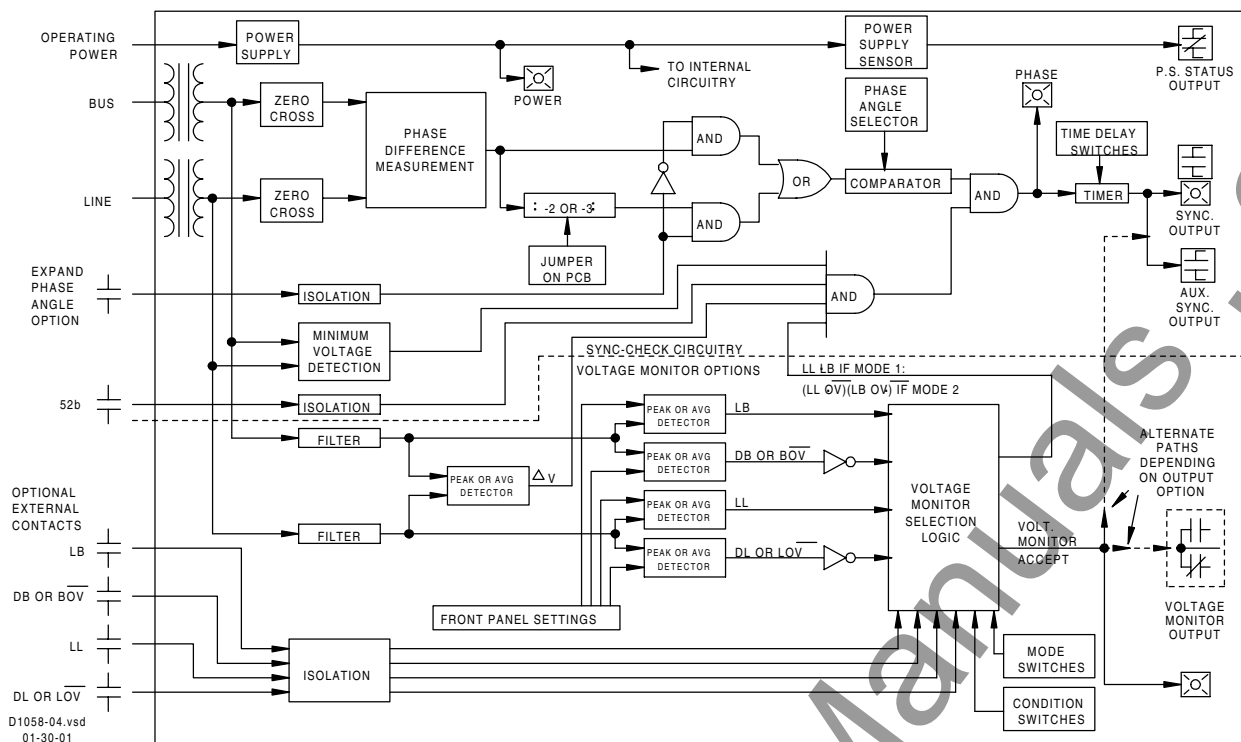 OPERATING
POWER
POWER
SUPPLY
TO INTERNAL
CIRCUITRY
POWER
POWER
SUPPLY
SENSOR
P.S. STATUS
OUTPUT
BUS
ZERO
CROSS
PHASE
DIFFERENCE
MEASUREMENT
AND
PHASE
ANGLE
SELECTOR
PHASE
TIME DELAY
SWITCHES
LINE
ZERO
CROSS
-2 OR -3
AND
OR
COMPARATOR
AND
TIMER
SYNC.
OUTPUT
JUMPER
ON PCB
EXPAND
PHASE
ANGLE
OPTION
ISOLATION
AND
AUX.
SYNC.
OUTPUT
MINIMUM
VOLTAGE
DETECTION
SYNC-CHECK CIRCUITRY
VOLTAGE MONITOR OPTIONS
LL LB IF MODE 1:
(LL OV)(LB OV) IF MODE 2
52b
ISOLATION
FILTER
PEAK OR AVG
DETECTOR
LB
PEAK OR AVG
DETECTOR
Δ V
PEAK OR AVG
DETECTOR
DB OR BOV
PEAK OR AVG
DETECTOR
LL
FILTER
PEAK OR AVG
DETECTOR
DL OR LOV
VOLTAGE
MONITOR
SELECTION
LOGIC
ALTERNATE
PATHS
DEPENDING
ON OUTPUT
OPTION
VOLT.
MONITOR
ACCEPT
VOLTAGE
MONITOR
OUTPUT
OPTIONAL
EXTERNAL
CONTACTS
LB
DB OR BOV
LL
DL OR LOV
FRONT PANEL SETTINGS
ISOLATION
MODE
SWITCHES
CONDITION
SWITCHES
D1058-04.vsd
01-30-01
Manuals